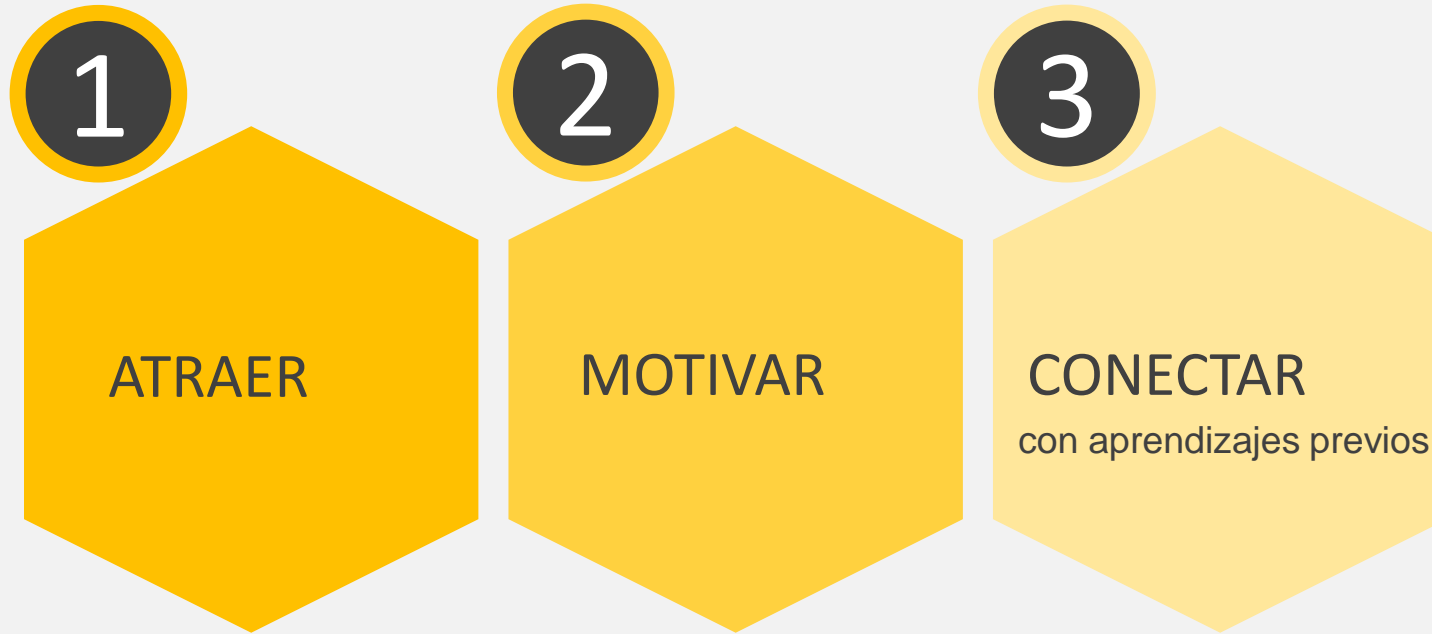 1
ATRAER
2
MOTIVAR
3
CONECTAR
con aprendizajes previos